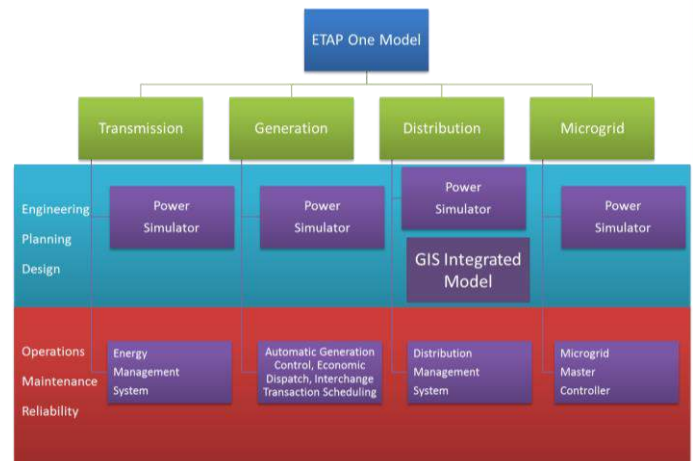 ETAP One Model
Transmission
Generation
Distribution
Microgrid
Engineering
Planning
Design
Power
Simulator
Power
Simulator
Power
Simulator
GIS Integrated
Model
Power
Simulator
Operations
Maintenance
Reliability
Energy
Management
System
Automatic Generation
Control, Economic
Dispatch, Interchange
Transaction Scheduling
Distribution
Management
System
Microgrid
Master
Controller